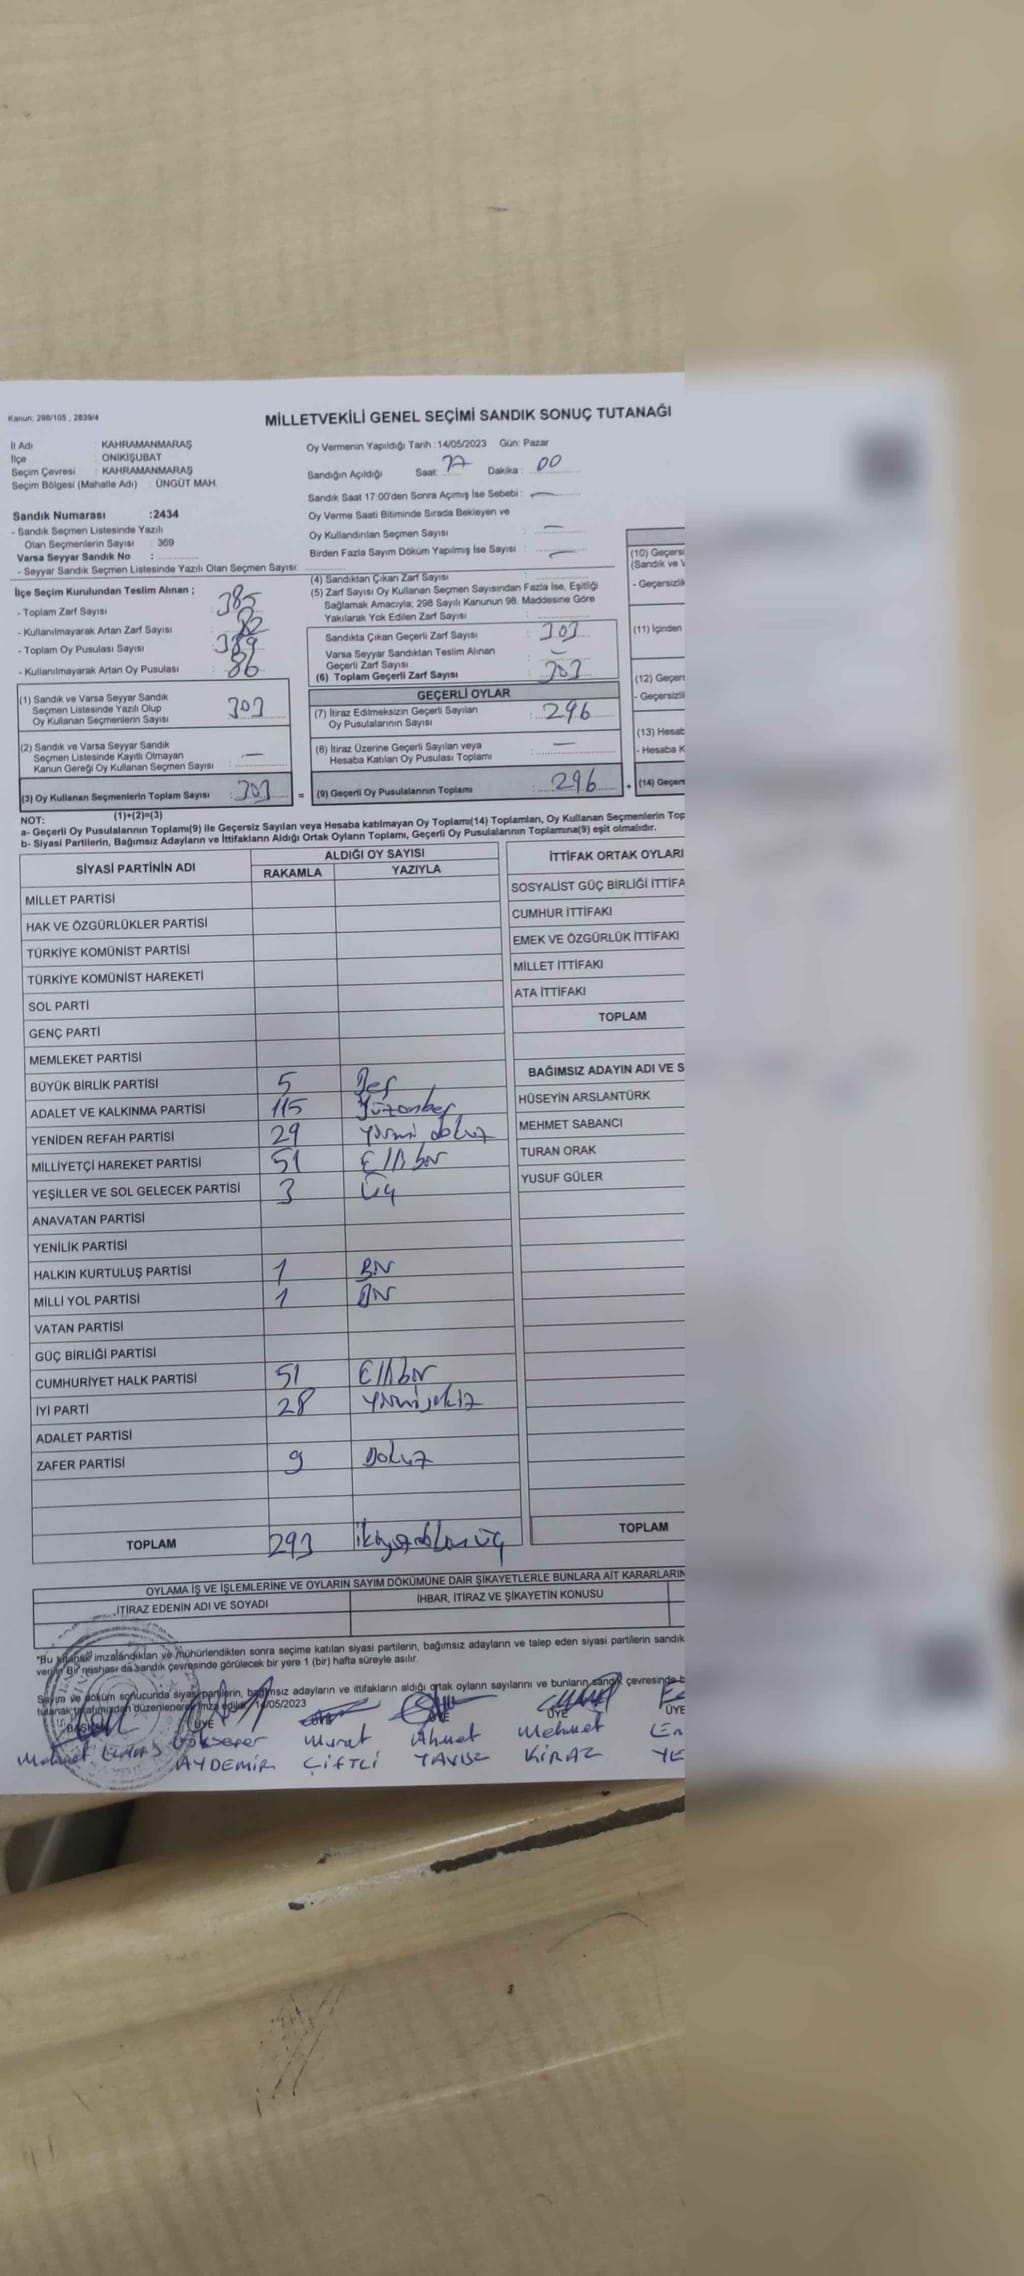 Kanun: 298/105 , 2839/4
MİLLETVEKİLİ GENEL SEÇİMİ SANDIK SONUÇ TUTANAĞI
İl Adı : KAHRAMANMARAŞ
İlçe : ONİKİŞUBAT
Seçim Çevresi : KAHRAMANMARAŞ
Seçim Bölgesi (Mahalle Adı) : ÜNGÜT MAH.
Oy Vermenin Yapıldığı Tarih :14/05/2023 Gün: Pazar
Sandığın Açıldığı Saat: 17 Dakika : 00
Sandık Saat 17:00'den Sonra Açılmış İse Sebebi : —
Oy Verme Saati Bitiminde Sırada Bekleyen ve
Oy Kullandırılan Seçmen Sayısı : —
Birden Fazla Sayım Döküm Yapılmış İse Sayısı : —
Sandık Numarası :2434
- Sandık Seçmen Listesinde Yazılı
Olan Seçmenlerin Sayısı : 369
Varsa Seyyar Sandık No :
- Seyyar Sandık Seçmen Listesinde Yazılı Olan Seçmen Sayısı:
İlçe Seçim Kurulundan Teslim Alınan ;
- Toplam Zarf Sayısı : 385
- Kullanılmayarak Artan Zarf Sayısı : 82
- Toplam Oy Pusulası Sayısı : 389
- Kullanılmayarak Artan Oy Pusulası : 86
(1) Sandık ve Varsa Seyyar Sandık
Seçmen Listesinde Yazılı Olup
Oy Kullanan Seçmenlerin Sayısı : 303
(2) Sandık ve Varsa Seyyar Sandık
Seçmen Listesinde Kayıtlı Olmayan
Kanun Gereği Oy Kullanan Seçmen Sayısı : —
(3) Oy Kullanan Seçmenlerin Toplam Sayısı : 303
(1)+(2)=(3)
(4) Sandıktan Çıkan Zarf Sayısı :
(5) Zarf Sayısı Oy Kullanan Seçmen Sayısından Fazla İse, Eşitliği
Sağlamak Amacıyla; 298 Sayılı Kanunun 98. Maddesine Göre
Yakılarak Yok Edilen Zarf Sayısı :
Sandıkta Çıkan Geçerli Zarf Sayısı : 303
Varsa Seyyar Sandıktan Teslim Alınan
Geçerli Zarf Sayısı : —
(6) Toplam Geçerli Zarf Sayısı : 303
GEÇERLİ OYLAR
(7) İtiraz Edilmeksizin Geçerli Sayılan
Oy Pusulalarının Sayısı : 296
(8) İtiraz Üzerine Geçerli Sayılan veya
Hesaba Katılan Oy Pusulası Toplamı : —
= (9) Geçerli Oy Pusulalarının Toplamı : 296 +
(10) Geçersi
(Sandık ve V
- Geçersizlik
(11) İçinden
(12) Geçer
- Geçersizli
(13) Hesab
- Hesaba K
(14) Geçer
NOT:
a- Geçerli Oy Pusulalarının Toplamı(9) ile Geçersiz Sayılan veya Hesaba katılmayan Oy Toplamı(14) Toplamları, Oy Kullanan Seçmenlerin Top
b- Siyasi Partilerin, Bağımsız Adayların ve İttifakların Aldığı Ortak Oyların Toplamı, Geçerli Oy Pusulalarının Toplamına(9) eşit olmalıdır.
SİYASİ PARTİNİN ADI
ALDIĞI OY SAYISI
RAKAMLA YAZIYLA
MİLLET PARTİSİ
HAK VE ÖZGÜRLÜKLER PARTİSİ
TÜRKİYE KOMÜNİST PARTİSİ
TÜRKİYE KOMÜNİST HAREKETİ
SOL PARTİ
GENÇ PARTİ
MEMLEKET PARTİSİ
BÜYÜK BİRLİK PARTİSİ 5 Beş
ADALET VE KALKINMA PARTİSİ 115 Yüzonbeş
YENİDEN REFAH PARTİSİ 29 Yirmi dokuz
MİLLİYETÇİ HAREKET PARTİSİ 51 Ellibir
YEŞİLLER VE SOL GELECEK PARTİSİ 3 Üç
ANAVATAN PARTİSİ
YENİLİK PARTİSİ
HALKIN KURTULUŞ PARTİSİ 1 Bir
MİLLİ YOL PARTİSİ 1 Bir
VATAN PARTİSİ
GÜÇ BİRLİĞİ PARTİSİ
CUMHURİYET HALK PARTİSİ 51 Ellibir
İYİ PARTİ 28 Yirmisekiz
ADALET PARTİSİ
ZAFER PARTİSİ 9 Dokuz
TOPLAM 293 ikiyüzdoksan üç
İTTİFAK ORTAK OYLARI
SOSYALİST GÜÇ BİRLİĞİ İTTİFA
CUMHUR İTTİFAKI
EMEK VE ÖZGÜRLÜK İTTİFAKI
MİLLET İTTİFAKI
ATA İTTİFAKI
TOPLAM
BAĞIMSIZ ADAYIN ADI VE S
HÜSEYİN ARSLANTÜRK
MEHMET SABANCI
TURAN ORAK
YUSUF GÜLER
TOPLAM
OYLAMA İŞ VE İŞLEMLERİNE VE OYLARIN SAYIM DÖKÜMÜNE DAİR ŞİKAYETLERLE BUNLARA AİT KARARLARIN
İTİRAZ EDENİN ADI VE SOYADI
İHBAR, İTİRAZ VE ŞİKAYETİN KONUSU
*Bu tutanak imzalandıktan ve mühürlendikten sonra seçime katılan siyasi partilerin, bağımsız adayların ve talep eden siyasi partilerin sandık
verilir. Bir nüshası da sandık çevresinde görülecek bir yere 1 (bir) hafta süreyle asılır.
Sayım ve döküm sonucunda siyasi partilerin, bağımsız adayların ve ittifakların aldığı ortak oyların sayılarını ve bunların sandık çevresinde b
tutanak tarafımızdan düzenlenerek imza edildi. 14/05/2023
BAŞKAN ÜYE ÜYE ÜYE ÜYE ÜYE
Mehmet Gökseper Murat Ahmet Mehmet
AYDEMİR ÇİFTLİ KİRAZ YE